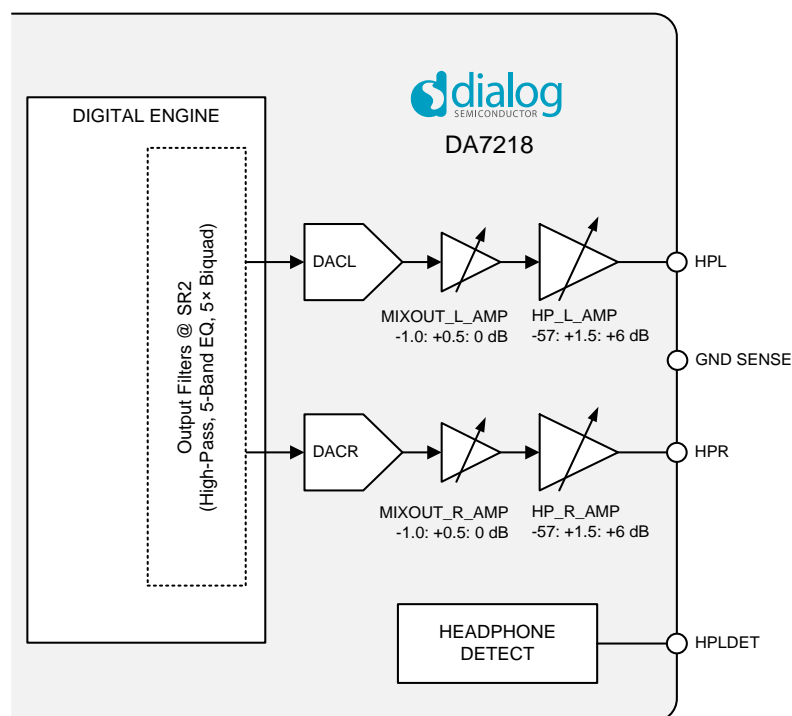 DIGITAL ENGINE
dialog
SEMICONDUCTOR
DA7218
Output Filters @ SR2
(High-Pass, 5-Band EQ, 5× Biquad)
DACL
MIXOUT_L_AMP
-1.0: +0.5: 0 dB
HP_L_AMP
-57: +1.5: +6 dB
HPL
GND SENSE
DACR
MIXOUT_R_AMP
-1.0: +0.5: 0 dB
HP_R_AMP
-57: +1.5: +6 dB
HPR
HEADPHONE
DETECT
HPLDET